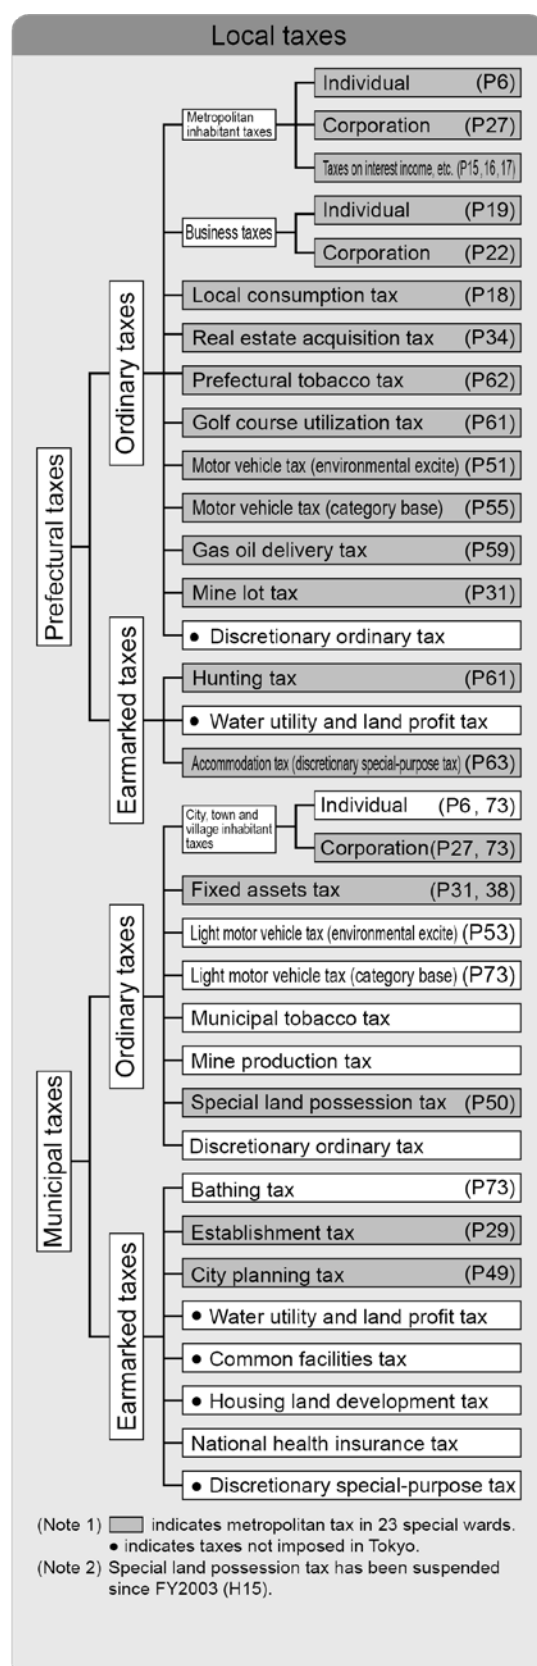 Local taxes
Prefectural taxes
Ordinary taxes
Metropolitan
inhabitant taxes
Individual (P6)
Corporation (P27)
Taxes on interest income, etc. (P15, 16, 17)
Business taxes
Individual (P19)
Corporation (P22)
Local consumption tax (P18)
Real estate acquisition tax (P34)
Prefectural tobacco tax (P62)
Golf course utilization tax (P61)
Motor vehicle tax (environmental excite) (P51)
Motor vehicle tax (category base) (P55)
Gas oil delivery tax (P59)
Mine lot tax (P31)
● Discretionary ordinary tax
Earmarked taxes
Hunting tax (P61)
● Water utility and land profit tax
Accommodation tax (discretionary special-purpose tax) (P63)
Municipal taxes
Ordinary taxes
City, town and
village inhabitant
taxes
Individual (P6, 73)
Corporation(P27, 73)
Fixed assets tax (P31, 38)
Light motor vehicle tax (environmental excite) (P53)
Light motor vehicle tax (category base) (P73)
Municipal tobacco tax
Mine production tax
Special land possession tax (P50)
Discretionary ordinary tax
Earmarked taxes
Bathing tax (P73)
Establishment tax (P29)
City planning tax (P49)
● Water utility and land profit tax
● Common facilities tax
● Housing land development tax
National health insurance tax
● Discretionary special-purpose tax
(Note 1) indicates metropolitan tax in 23 special wards.
● indicates taxes not imposed in Tokyo.
(Note 2) Special land possession tax has been suspended
since FY2003 (H15).